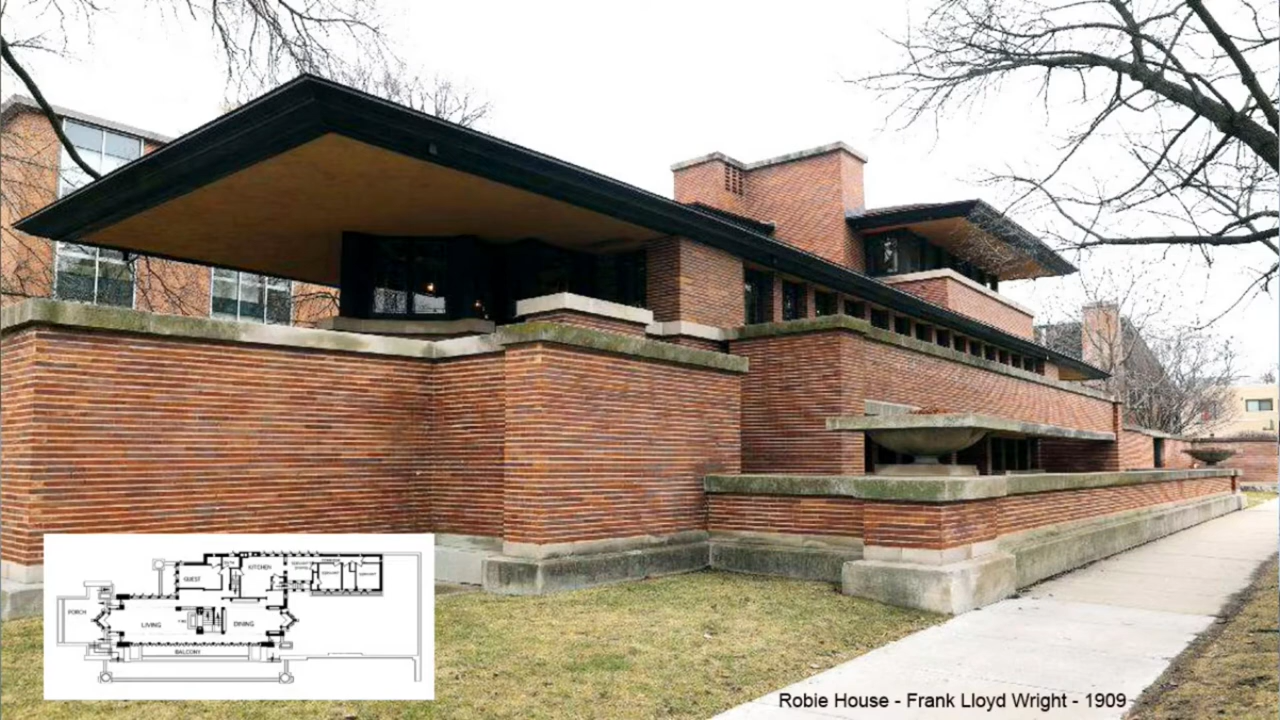 GUEST
KITCHEN
PORCH
LIVING
DINING
BALCONY
Robie House - Frank Lloyd Wright - 1909